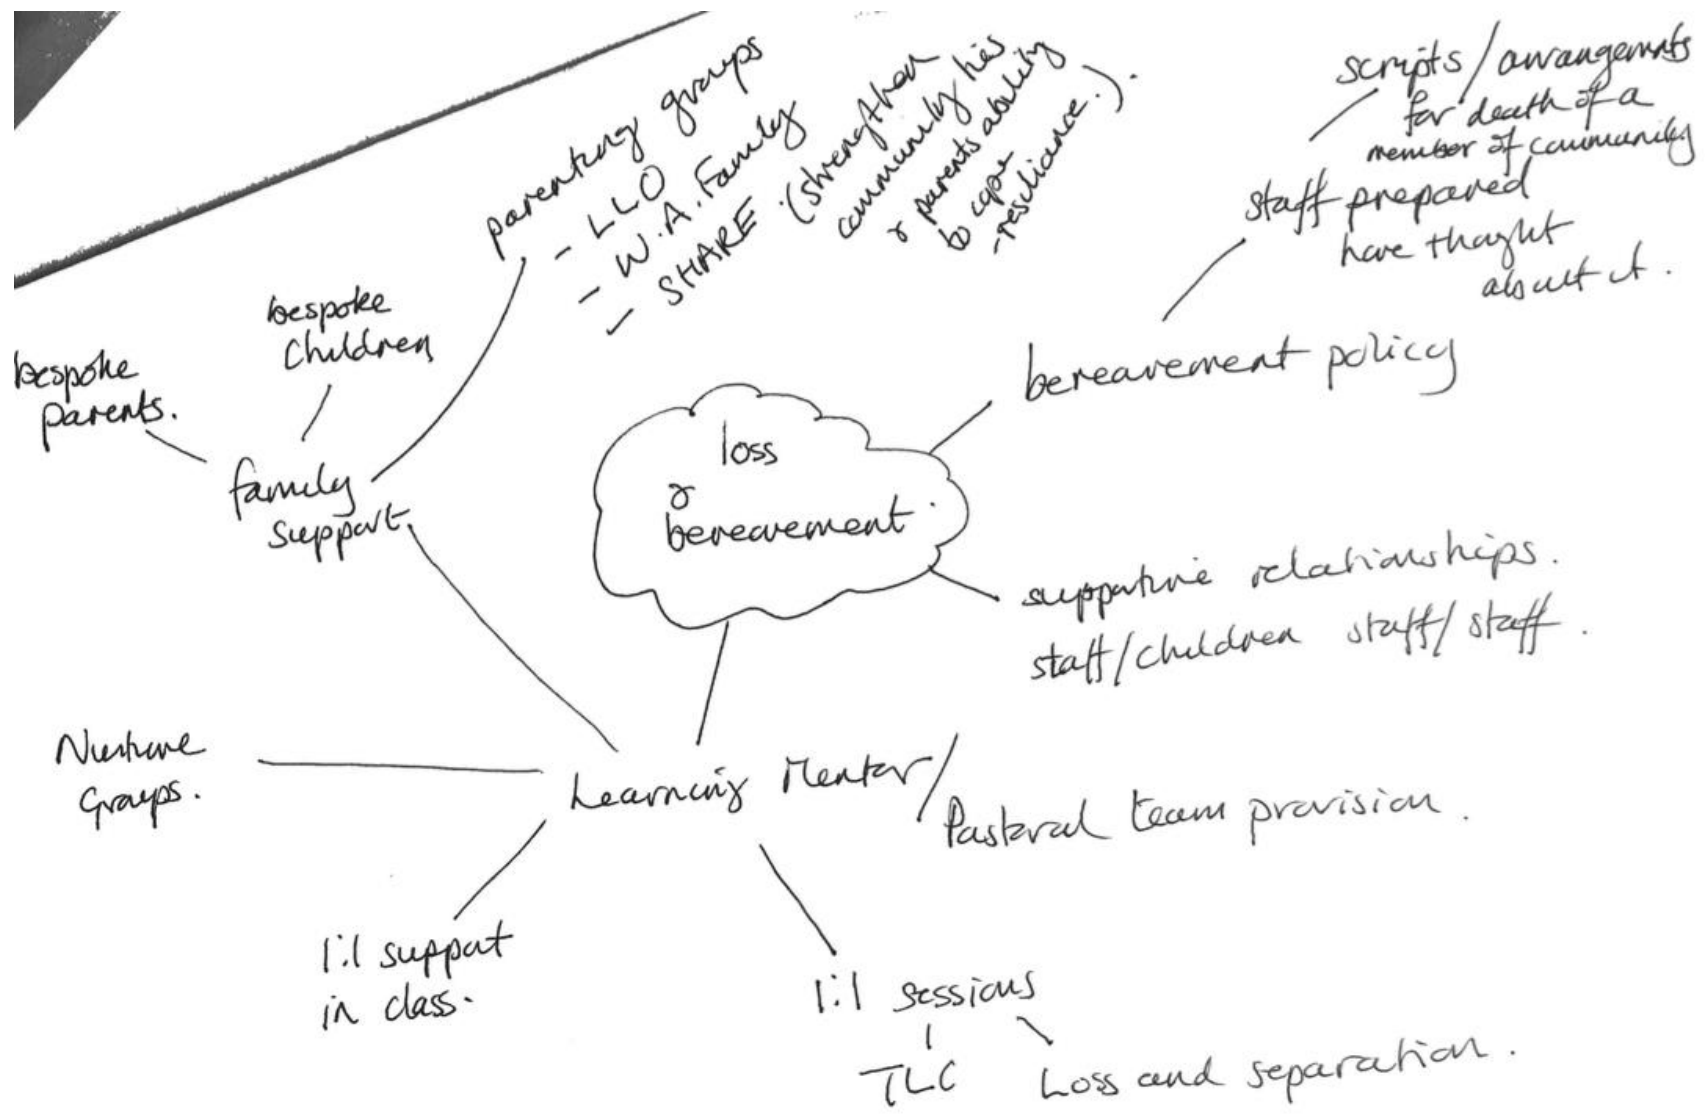 parenting groups
- LLO
- W.A. Family
- SHARE (strengthen
community ties
& parents ability
to cope
-resiliance.).
scripts/arrangements
for death of a
member of community
staff prepared
have thought
about it.
bereavement policy
bespoke
children
bespoke
parents.
family
support.
loss
&
bereavement.
supportive relationships.
staff/children staff/staff.
Nurture
Groups.
Learning Mentor/
Pastoral team provision.
1:1 support
in class.
1:1 sessions
TLC
Loss and separation.